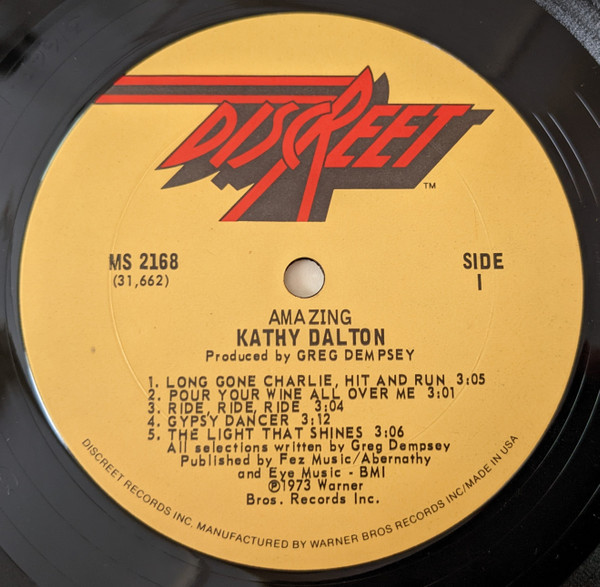 DISCREET
TM
MS 2168
(31,662)
SIDE
1
AMAZING
KATHY DALTON
Produced by GREG DEMPSEY
1. LONG GONE CHARLIE, HIT AND RUN 3:05
2. POUR YOUR WINE ALL OVER ME 3:01
3. RIDE, RIDE, RIDE 3:04
4. GYPSY DANCER 3:12
5. THE LIGHT THAT SHINES 3:06
All selections written by Greg Dempsey
Published by Fez Music/Abernathy
and Eye Music - BMI
℗1973 Warner
Bros. Records Inc.
DISCREET RECORDS INC. MANUFACTURED BY WARNER BROS RECORDS INC/MADE IN USA